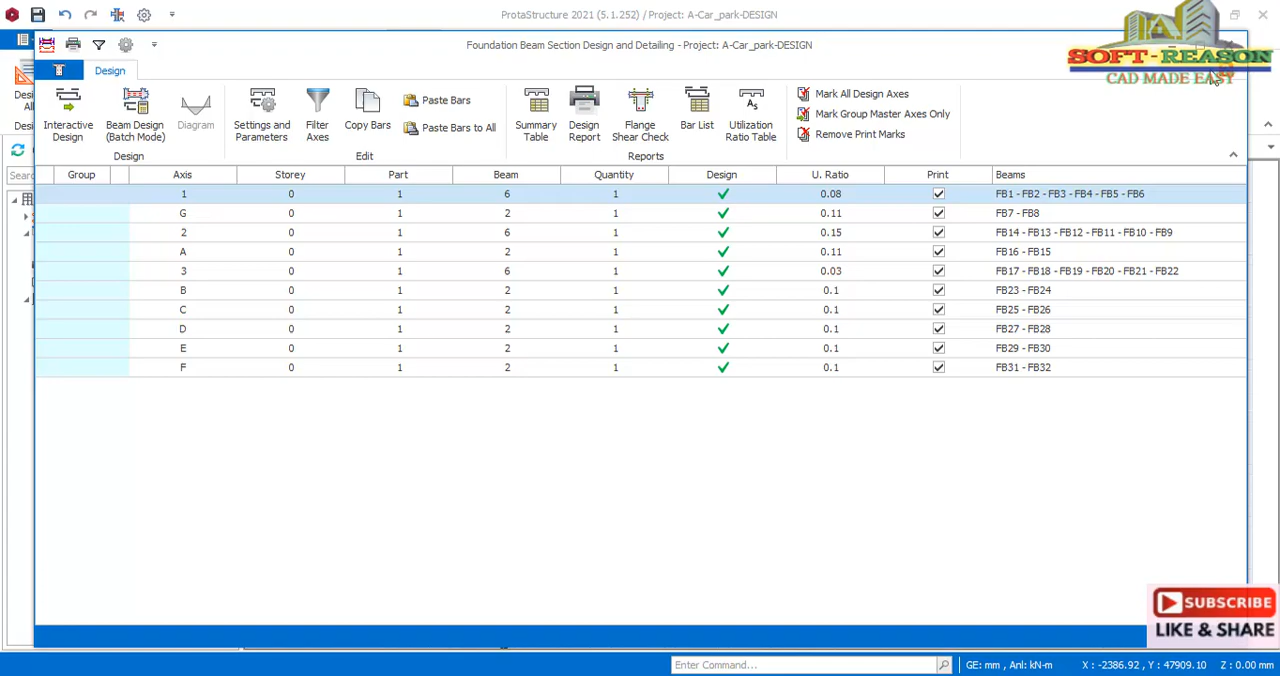 ProtaStructure 2021 (5.1.252) / Project: A-Car_park-DESIGN
Foundation Beam Section Design and Detailing - Project: A-Car_park-DESIGN
SOFT-REASON
CAD MADE EASY
Design
Interactive Design
Beam Design (Batch Mode)
Diagram
Design
Settings and Parameters
Filter Axes
Copy Bars
Paste Bars
Paste Bars to All
Edit
Summary Table
Design Report
Flange Shear Check
Bar List
Utilization Ratio Table
Reports
Mark All Design Axes
Mark Group Master Axes Only
Remove Print Marks
Group Axis Storey Part Beam Quantity Design U. Ratio Print Beams
1 0 1 6 1 0.08 FB1 - FB2 - FB3 - FB4 - FB5 - FB6
G 0 1 2 1 0.11 FB7 - FB8
2 0 1 6 1 0.15 FB14 - FB13 - FB12 - FB11 - FB10 - FB9
A 0 1 2 1 0.11 FB16 - FB15
3 0 1 6 1 0.03 FB17 - FB18 - FB19 - FB20 - FB21 - FB22
B 0 1 2 1 0.1 FB23 - FB24
C 0 1 2 1 0.1 FB25 - FB26
D 0 1 2 1 0.1 FB27 - FB28
E 0 1 2 1 0.1 FB29 - FB30
F 0 1 2 1 0.1 FB31 - FB32
SUBSCRIBE
LIKE & SHARE
Enter Command...
GE: mm , Anl: kN-m
X : -2386.92 , Y : 47909.10
Z : 0.00 mm